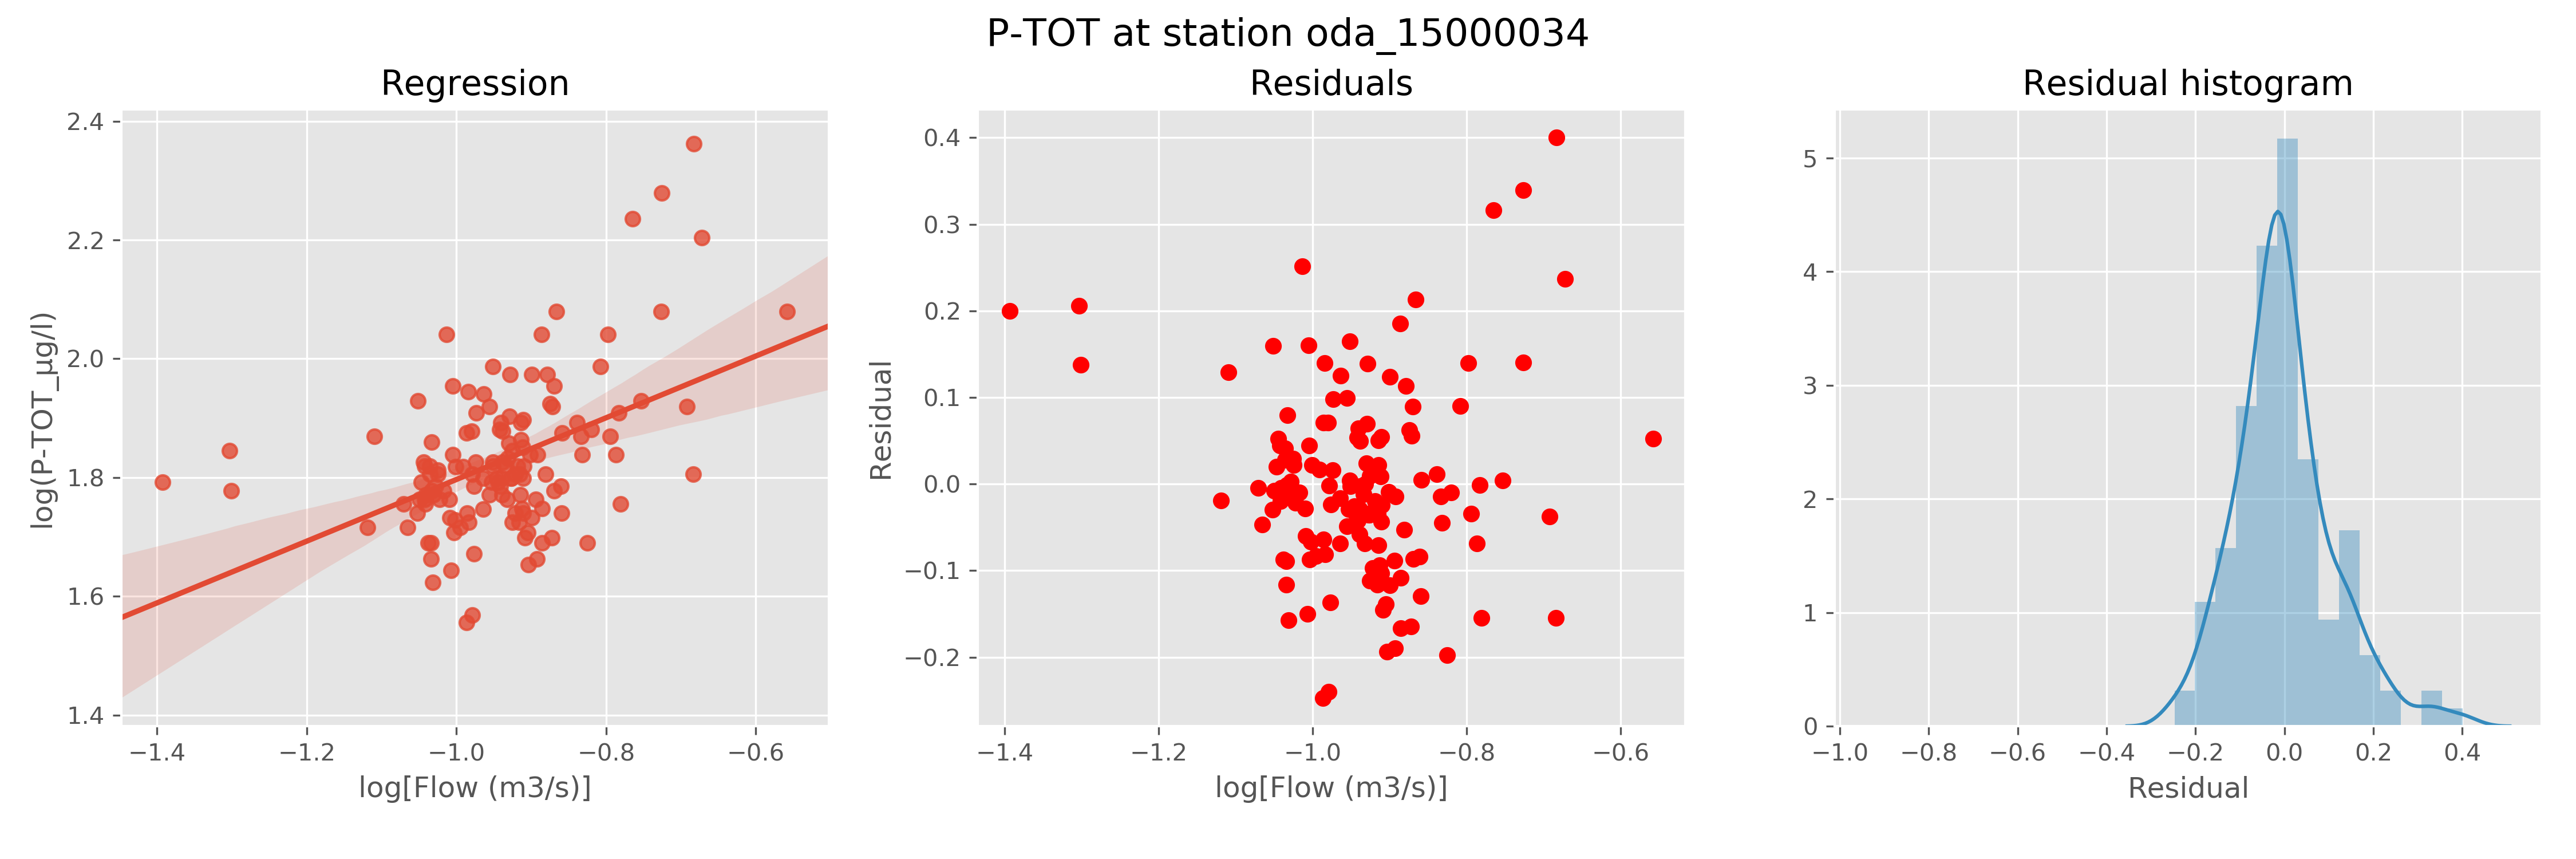 P-TOT at station oda_15000034
Regression
2.4
2.2
2.0
1.8
1.6
1.4
log(P-TOT_µg/l)
−1.4 −1.2 −1.0 −0.8 −0.6
log[Flow (m3/s)]
Residuals
0.4
0.3
0.2
0.1
0.0
−0.1
−0.2
Residual
−1.4 −1.2 −1.0 −0.8 −0.6
log[Flow (m3/s)]
Residual histogram
5
4
3
2
1
0
−1.0 −0.8 −0.6 −0.4 −0.2 0.0 0.2 0.4
Residual